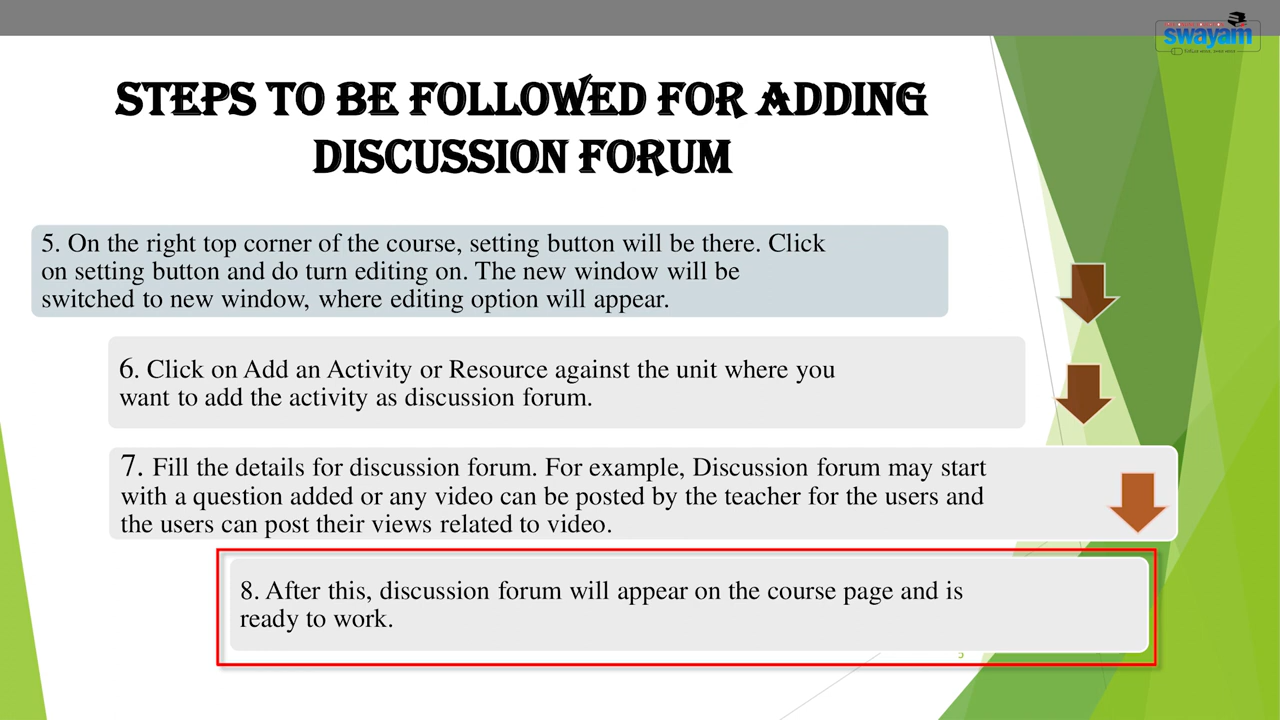 swayam
STEPS TO BE FOLLOWED FOR ADDING
DISCUSSION FORUM
5. On the right top corner of the course, setting button will be there. Click
on setting button and do turn editing on. The new window will be
switched to new window, where editing option will appear.
6. Click on Add an Activity or Resource against the unit where you
want to add the activity as discussion forum.
7. Fill the details for discussion forum. For example, Discussion forum may start
with a question added or any video can be posted by the teacher for the users and
the users can post their views related to video.
8. After this, discussion forum will appear on the course page and is
ready to work.
5